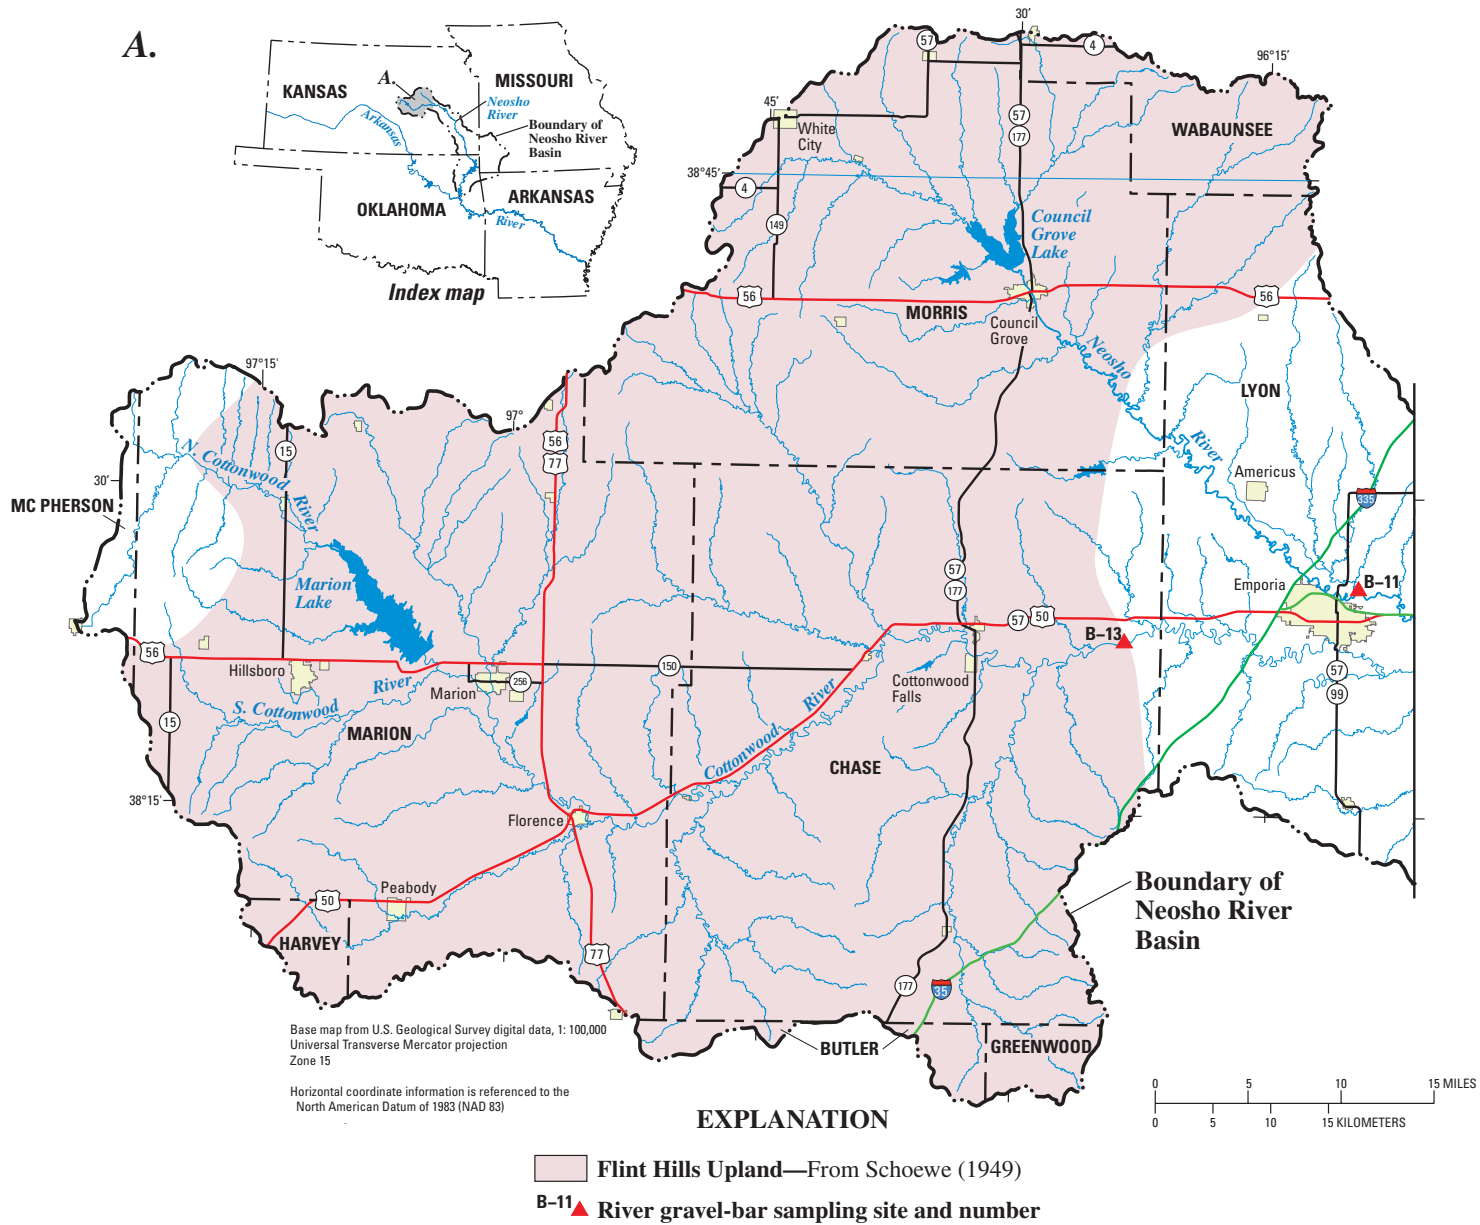 A.
KANSAS
MISSOURI
A.
Neosho
River
Arkansas
Boundary of
Neosho River
Basin
OKLAHOMA
ARKANSAS
River
Index map
30'
57
4
96°15'
45'
White
City
57
177
WABAUNSEE
38°45'
4
149
Council
Grove
Lake
56
MORRIS
56
Council
Grove
Neosho
River
97°15'
97°
LYON
15
56
77
N. Cottonwood River
30'
MC PHERSON
Americus
335
Marion
Lake
57
177
Emporia
B–11
57
50
B–13
56
Hillsboro
River
Marion
256
150
Cottonwood
Falls
57
99
S. Cottonwood
15
MARION
Cottonwood River
CHASE
38°15'
Florence
Peabody
50
HARVEY
77
Boundary of
Neosho River
Basin
177
35
BUTLER
GREENWOOD
Base map from U.S. Geological Survey digital data, 1: 100,000
Universal Transverse Mercator projection
Zone 15
Horizontal coordinate information is referenced to the
North American Datum of 1983 (NAD 83)
0 5 10 15 MILES
0 5 10 15 KILOMETERS
EXPLANATION
Flint Hills Upland—From Schoewe (1949)
B–11 River gravel-bar sampling site and number